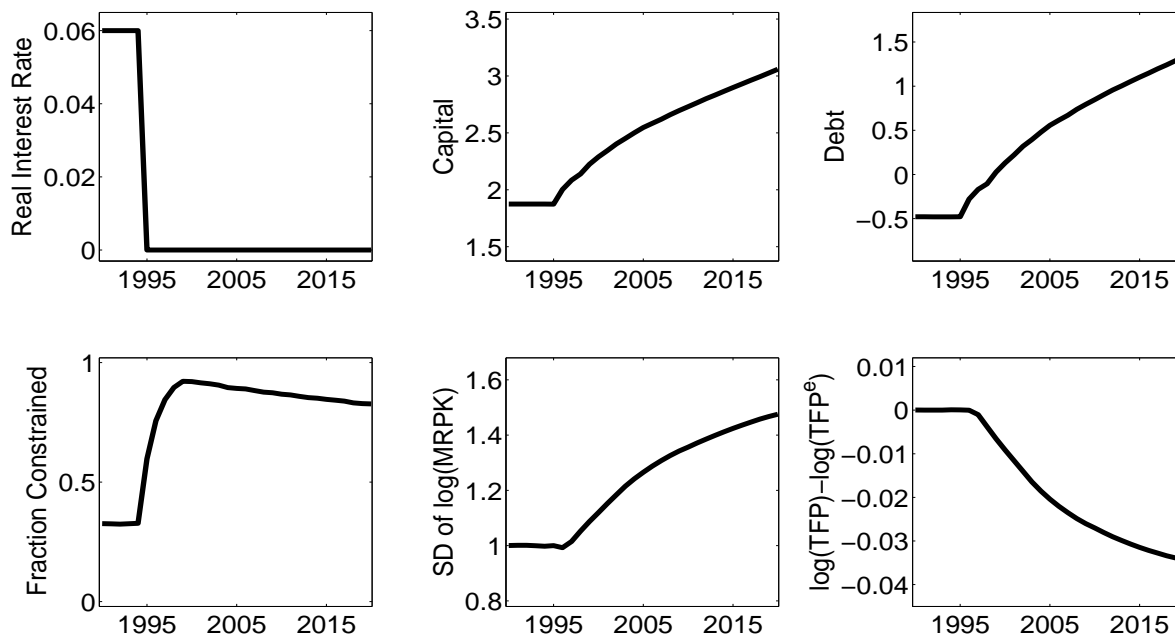 Real Interest Rate
0.06
0.04
0.02
0
1995 2005 2015
Capital
3.5
3
2.5
2
1.5
1995 2005 2015
Debt
1.5
1
0.5
0
−0.5
1995 2005 2015
Fraction Constrained
1
0.5
0
1995 2005 2015
SD of log(MRPK)
1.6
1.4
1.2
1
0.8
1995 2005 2015
log(TFP)−log(TFPᵉ)
0.01
0
−0.01
−0.02
−0.03
−0.04
1995 2005 2015